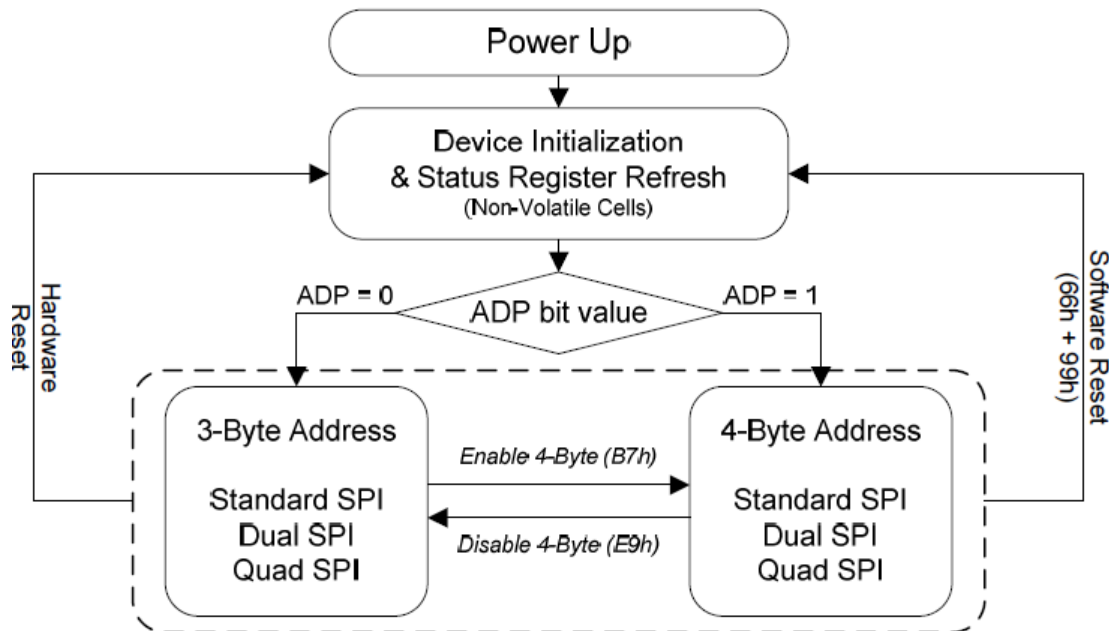 Power Up
Device Initialization
& Status Register Refresh
(Non-Volatile Cells)
ADP = 0
ADP bit value
ADP = 1
Hardware
Reset
Software Reset
(66h + 99h)
3-Byte Address
Standard SPI
Dual SPI
Quad SPI
Enable 4-Byte (B7h)
Disable 4-Byte (E9h)
4-Byte Address
Standard SPI
Dual SPI
Quad SPI